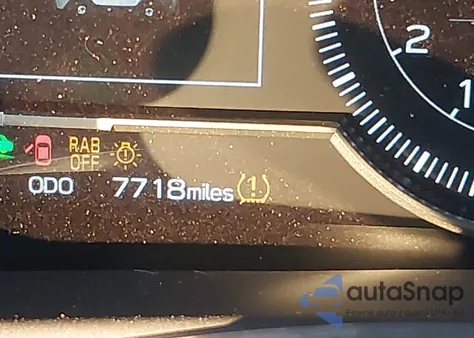 2
1
RAB
OFF
ODO 7718miles
autaSnap